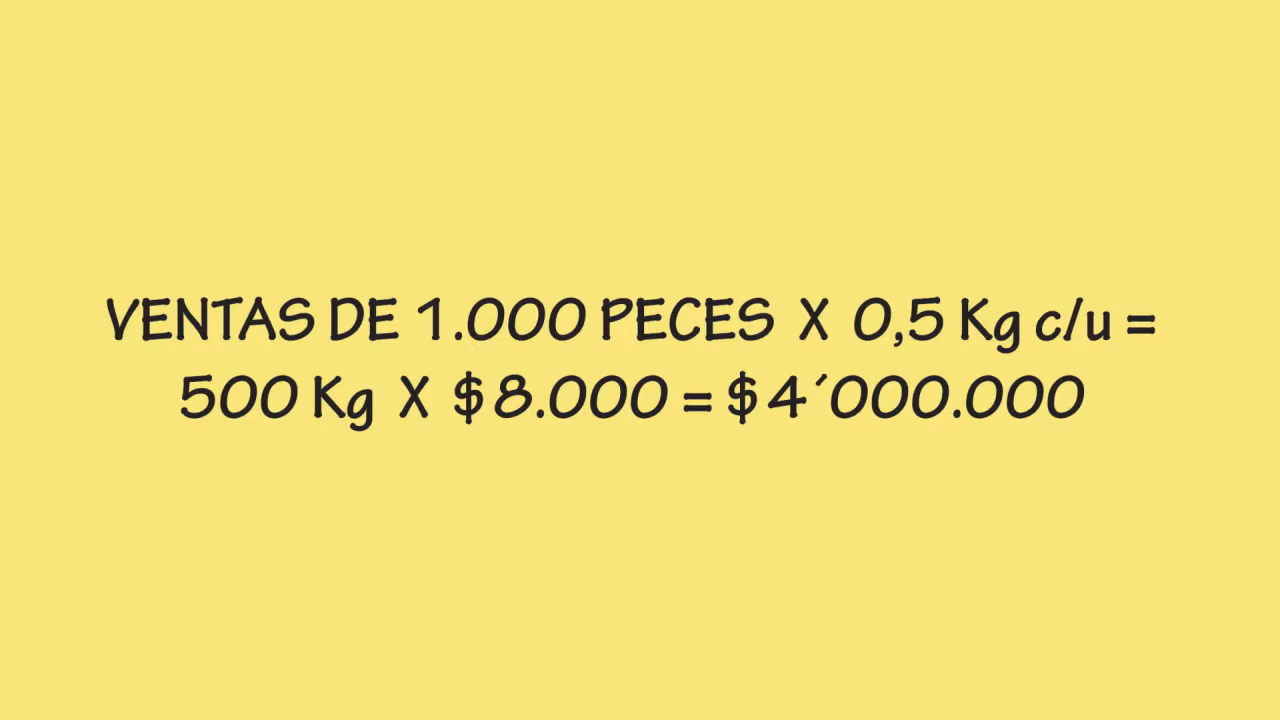 VENTAS DE 1.000 PECES X 0,5 Kg c/u =
500 Kg X $8.000 = $4´000.000